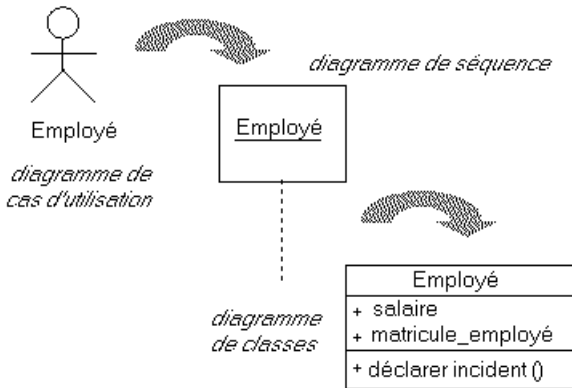 Employé
diagramme de
cas d'utilisation
diagramme de séquence
Employé
diagramme
de classes
Employé
+ salaire
+ matricule_employé
+ déclarer incident ()